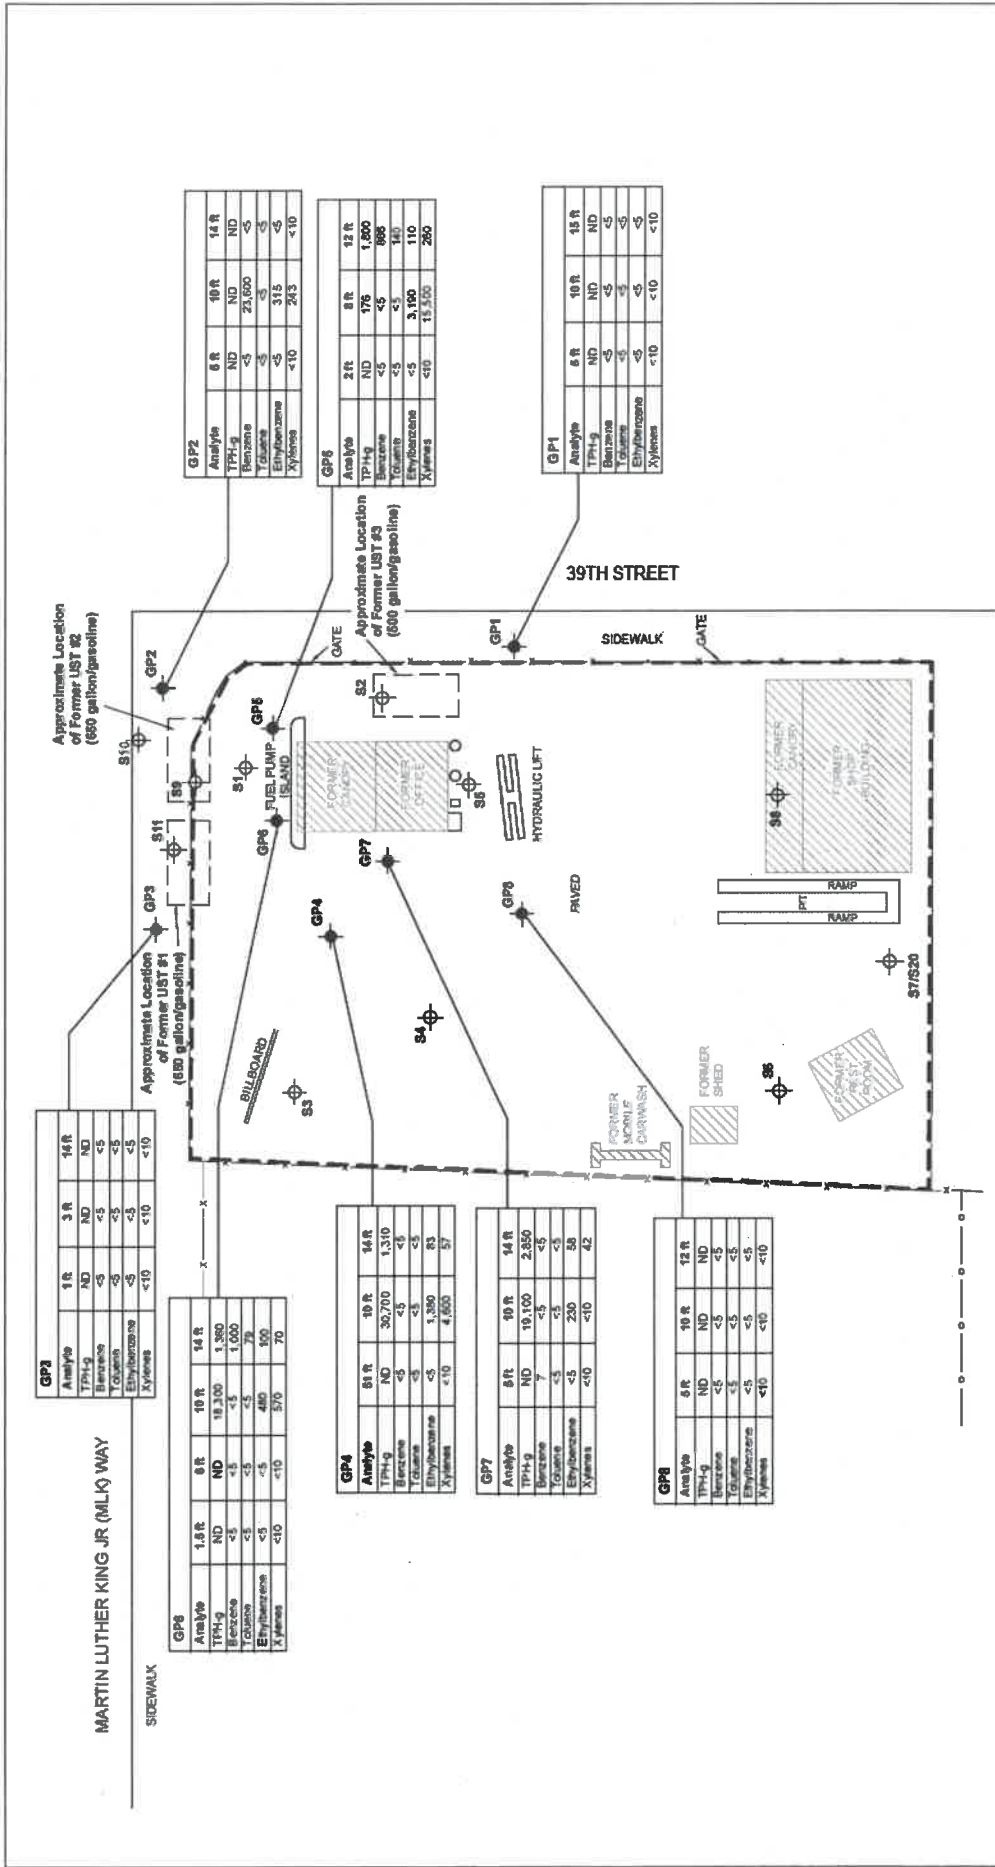 MARTIN LUTHER KING JR (MLK) WAY
SIDEWALK
GP3
Analyte 1 ft 3 ft 14 ft
TPH-g ND ND ND
Benzene <5 <5 <5
Toluene <5 <5 <5
Ethylbenzene <5 <5 <5
Xylenes <10 <10 <10
GP6
Analyte 1.5 ft 6 ft 10 ft 14 ft
TPH-g ND ND 18,300 1,360
Benzene <5 <5 <5 1,000
Toluene <5 <5 <5 79
Ethylbenzene <5 <5 480 100
Xylenes <10 <10 570 70
GP4
Analyte 10 ft 14 ft
TPH-g ND 30,700 1,310
Benzene <5 <5 <5
Toluene <5 <5 <5
Ethylbenzene <5 1,380 83
Xylenes <10 4,600 57
GP7
Analyte 5 ft 10 ft 14 ft
TPH-g ND 19,100 2,850
Benzene 7 <5 <5
Toluene <5 <5 <5
Ethylbenzene <5 230 58
Xylenes <10 <10 42
GP8
Analyte 5 ft 10 ft 12 ft
TPH-g ND ND ND
Benzene <5 <5 <5
Toluene <5 <5 <5
Ethylbenzene <5 <5 <5
Xylenes <10 <10 <10
GP2
Analyte 6 ft 10 ft 14 ft
TPH-g ND ND ND
Benzene <5 23,600 <5
Toluene <5 <5 <5
Ethylbenzene <5 315 <5
Xylenes <10 243 <10
GP5
Analyte 2 ft 8 ft 12 ft
TPH-g ND 176 1,800
Benzene <5 <5
Toluene <5 <5 140
Ethylbenzene <5 3,190 110
Xylenes <10 15,500 260
GP1
Analyte 5 ft 10 ft 15 ft
TPH-g ND ND ND
Benzene <5 <5 <5
Toluene <5 <5 <5
Ethylbenzene <5 <5 <5
Xylenes <10 <10 <10
Approximate Location
of Former UST #1
(550 gallon/gasoline)
Approximate Location
of Former UST #2
(550 gallon/gasoline)
Approximate Location
of Former UST #3
(500 gallon/gasoline)
GP3
S11
S10
S9
GP2
S1
GP5
GP6
FUEL PUMP
ISLAND
S2
GATE
BILLBOARD
S3
GP4
GP7
FORMER
CANOPY
FORMER
OFFICE
S4
S5
GP8
HYDRAULIC LIFT
PAVED
GP1
39TH STREET
SIDEWALK
GATE
FORMER
MOBILE
CARWASH
FORMER
SHED
S6
FORMER
REST
ROOM
S7/S20
RAMP
PIT
RAMP
S8
FORMER
CANOPY
FORMER
SHOP
BUILDING